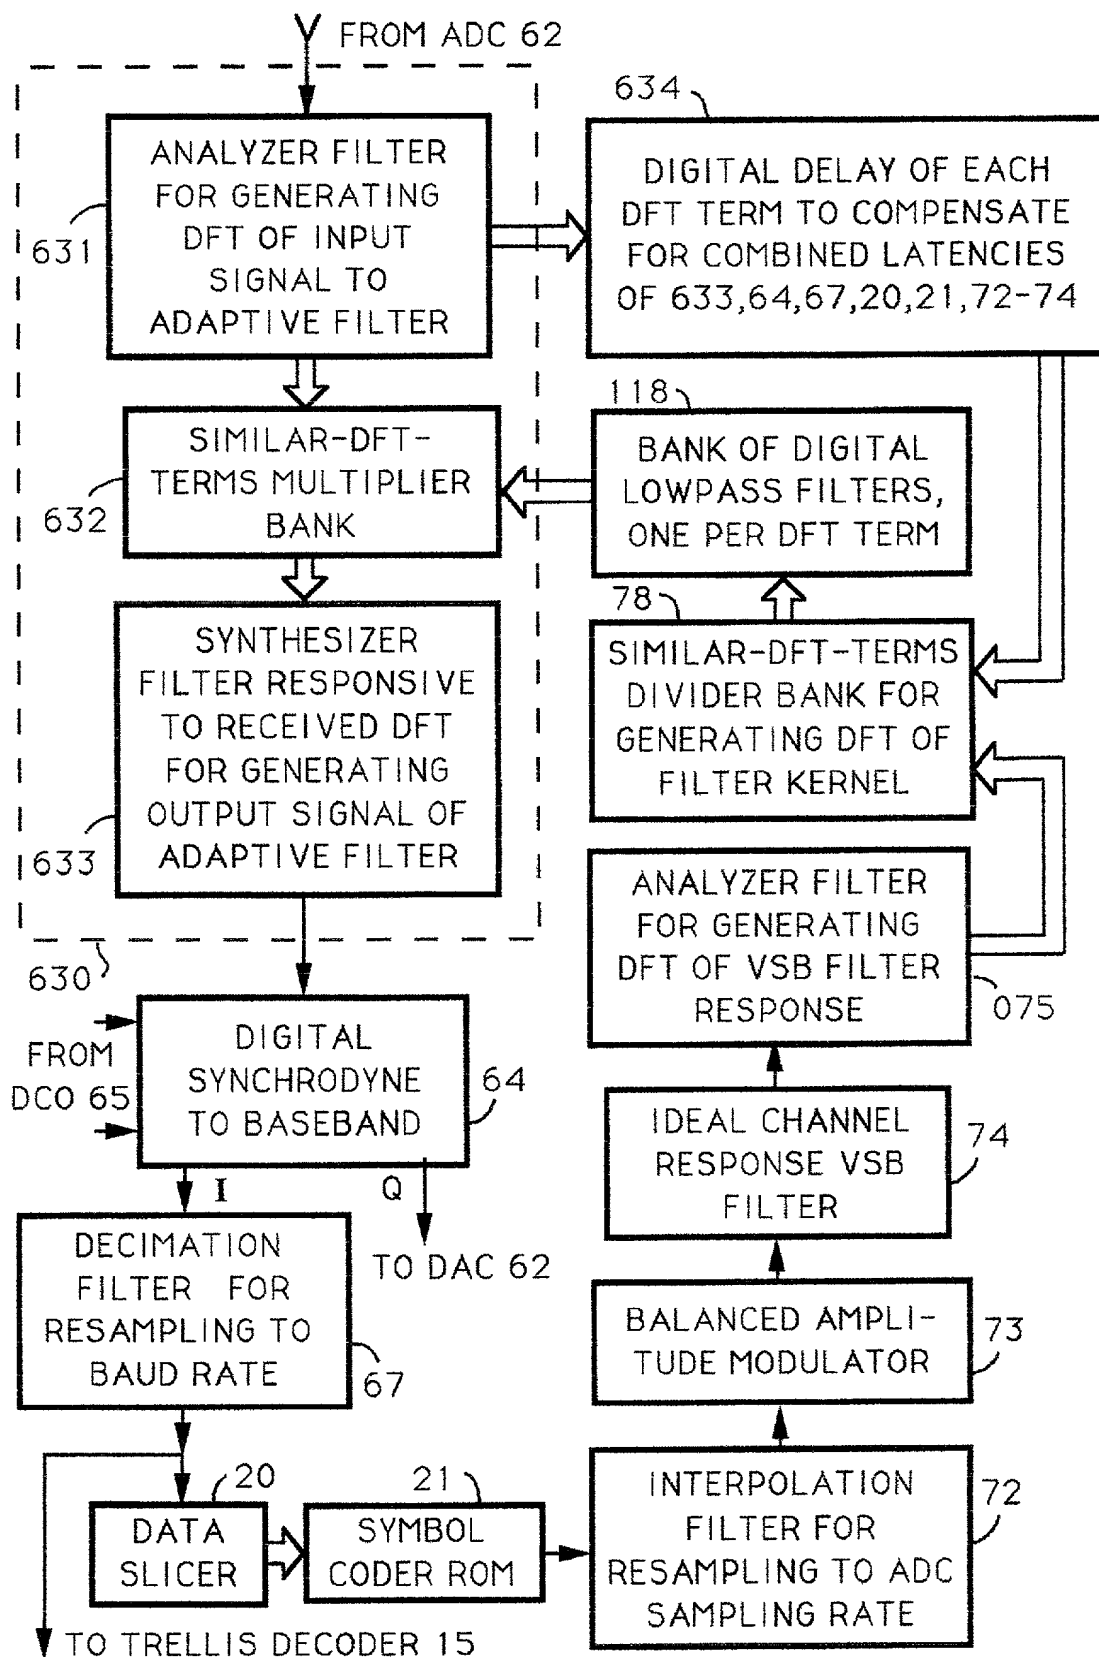 FROM ADC 62
634
ANALYZER FILTER
FOR GENERATING
DFT OF INPUT
SIGNAL TO
ADAPTIVE FILTER
631
DIGITAL DELAY OF EACH
DFT TERM TO COMPENSATE
FOR COMBINED LATENCIES
OF 633,64,67,20,21,72-74
118
SIMILAR-DFT-
TERMS MULTIPLIER
BANK
632
BANK OF DIGITAL
LOWPASS FILTERS,
ONE PER DFT TERM
78
SYNTHESIZER
FILTER RESPONSIVE
TO RECEIVED DFT
FOR GENERATING
OUTPUT SIGNAL OF
ADAPTIVE FILTER
633
SIMILAR-DFT-TERMS
DIVIDER BANK FOR
GENERATING DFT OF
FILTER KERNEL
630
ANALYZER FILTER
FOR GENERATING
DFT OF VSB FILTER
RESPONSE
075
FROM
DCO 65
DIGITAL
SYNCHRODYNE
TO BASEBAND
64
IDEAL CHANNEL
RESPONSE VSB
FILTER
74
I
Q
TO DAC 62
DECIMATION
FILTER FOR
RESAMPLING TO
BAUD RATE
67
BALANCED AMPLI-
TUDE MODULATOR
73
20
21
DATA
SLICER
SYMBOL
CODER ROM
INTERPOLATION
FILTER FOR
RESAMPLING TO ADC
SAMPLING RATE
72
TO TRELLIS DECODER 15